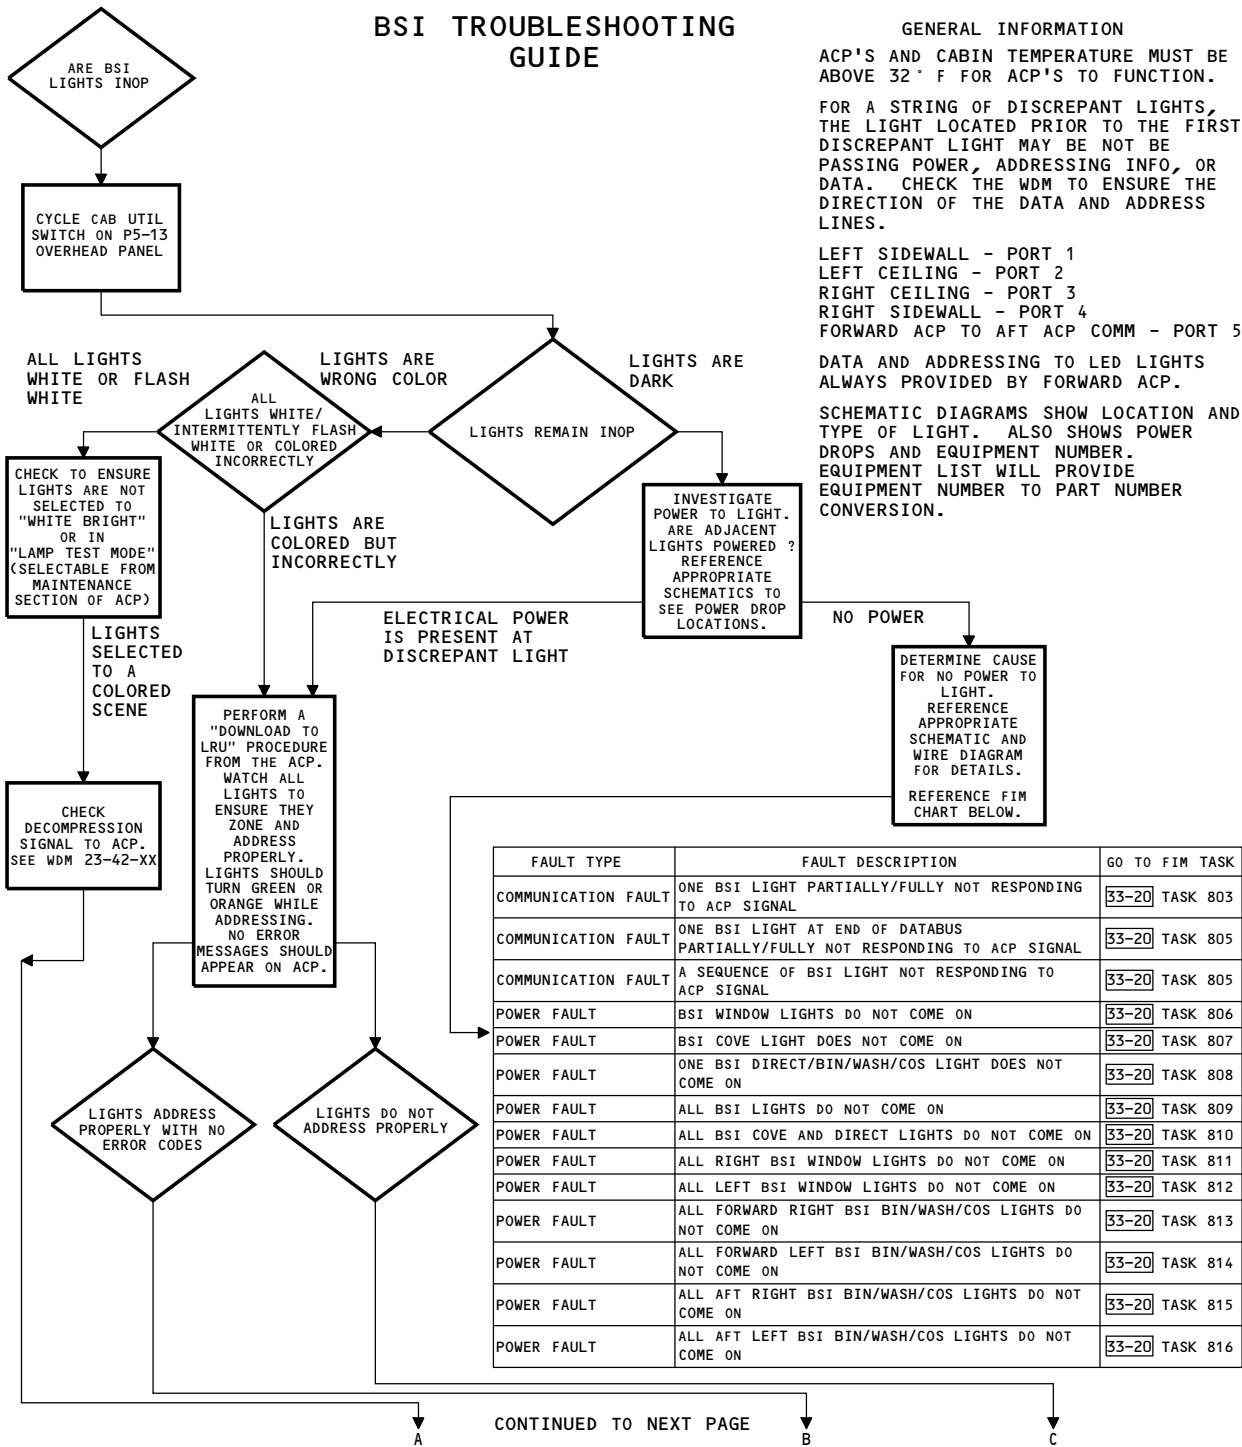 BSI TROUBLESHOOTING
GUIDE
GENERAL INFORMATION
ACP'S AND CABIN TEMPERATURE MUST BE
ABOVE 32° F FOR ACP'S TO FUNCTION.
FOR A STRING OF DISCREPANT LIGHTS,
THE LIGHT LOCATED PRIOR TO THE FIRST
DISCREPANT LIGHT MAY BE NOT BE
PASSING POWER, ADDRESSING INFO, OR
DATA. CHECK THE WDM TO ENSURE THE
DIRECTION OF THE DATA AND ADDRESS
LINES.
LEFT SIDEWALL - PORT 1
LEFT CEILING - PORT 2
RIGHT CEILING - PORT 3
RIGHT SIDEWALL - PORT 4
FORWARD ACP TO AFT ACP COMM - PORT 5
DATA AND ADDRESSING TO LED LIGHTS
ALWAYS PROVIDED BY FORWARD ACP.
SCHEMATIC DIAGRAMS SHOW LOCATION AND
TYPE OF LIGHT. ALSO SHOWS POWER
DROPS AND EQUIPMENT NUMBER.
EQUIPMENT LIST WILL PROVIDE
EQUIPMENT NUMBER TO PART NUMBER
CONVERSION.
ARE BSI
LIGHTS INOP
CYCLE CAB UTIL
SWITCH ON P5-13
OVERHEAD PANEL
LIGHTS REMAIN INOP
LIGHTS ARE
WRONG COLOR
LIGHTS ARE
DARK
ALL
LIGHTS WHITE/
INTERMITTENTLY FLASH
WHITE OR COLORED
INCORRECTLY
ALL LIGHTS
WHITE OR FLASH
WHITE
CHECK TO ENSURE
LIGHTS ARE NOT
SELECTED TO
"WHITE BRIGHT"
OR IN
"LAMP TEST MODE"
(SELECTABLE FROM
MAINTENANCE
SECTION OF ACP)
LIGHTS ARE
COLORED BUT
INCORRECTLY
INVESTIGATE
POWER TO LIGHT.
ARE ADJACENT
LIGHTS POWERED ?
REFERENCE
APPROPRIATE
SCHEMATICS TO
SEE POWER DROP
LOCATIONS.
ELECTRICAL POWER
IS PRESENT AT
DISCREPANT LIGHT
NO POWER
LIGHTS
SELECTED
TO A
COLORED
SCENE
DETERMINE CAUSE
FOR NO POWER TO
LIGHT.
REFERENCE
APPROPRIATE
SCHEMATIC AND
WIRE DIAGRAM
FOR DETAILS.
REFERENCE FIM
CHART BELOW.
PERFORM A
"DOWNLOAD TO
LRU" PROCEDURE
FROM THE ACP.
WATCH ALL
LIGHTS TO
ENSURE THEY
ZONE AND
ADDRESS
PROPERLY.
LIGHTS SHOULD
TURN GREEN OR
ORANGE WHILE
ADDRESSING.
NO ERROR
MESSAGES SHOULD
APPEAR ON ACP.
CHECK
DECOMPRESSION
SIGNAL TO ACP.
SEE WDM 23-42-XX
LIGHTS ADDRESS
PROPERLY WITH NO
ERROR CODES
LIGHTS DO NOT
ADDRESS PROPERLY
FAULT TYPE FAULT DESCRIPTION GO TO FIM TASK
COMMUNICATION FAULT ONE BSI LIGHT PARTIALLY/FULLY NOT RESPONDING
TO ACP SIGNAL 33-20 TASK 803
COMMUNICATION FAULT ONE BSI LIGHT AT END OF DATABUS
PARTIALLY/FULLY NOT RESPONDING TO ACP SIGNAL 33-20 TASK 805
COMMUNICATION FAULT A SEQUENCE OF BSI LIGHT NOT RESPONDING TO
ACP SIGNAL 33-20 TASK 805
POWER FAULT BSI WINDOW LIGHTS DO NOT COME ON 33-20 TASK 806
POWER FAULT BSI COVE LIGHT DOES NOT COME ON 33-20 TASK 807
POWER FAULT ONE BSI DIRECT/BIN/WASH/COS LIGHT DOES NOT
COME ON 33-20 TASK 808
POWER FAULT ALL BSI LIGHTS DO NOT COME ON 33-20 TASK 809
POWER FAULT ALL BSI COVE AND DIRECT LIGHTS DO NOT COME ON 33-20 TASK 810
POWER FAULT ALL RIGHT BSI WINDOW LIGHTS DO NOT COME ON 33-20 TASK 811
POWER FAULT ALL LEFT BSI WINDOW LIGHTS DO NOT COME ON 33-20 TASK 812
POWER FAULT ALL FORWARD RIGHT BSI BIN/WASH/COS LIGHTS DO
NOT COME ON 33-20 TASK 813
POWER FAULT ALL FORWARD LEFT BSI BIN/WASH/COS LIGHTS DO
NOT COME ON 33-20 TASK 814
POWER FAULT ALL AFT RIGHT BSI BIN/WASH/COS LIGHTS DO NOT
COME ON 33-20 TASK 815
POWER FAULT ALL AFT LEFT BSI BIN/WASH/COS LIGHTS DO NOT
COME ON 33-20 TASK 816
CONTINUED TO NEXT PAGE
A B C